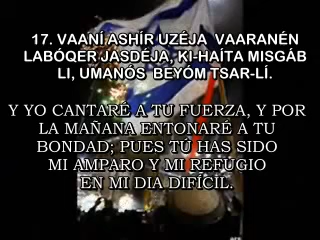 17. VAANÍ ASHÍR UZÉJA  VAARANÉN
LABÓQER JASDÉJA, KI-HAÍTA MISGÁB
LI, UMANÓS  BEYÓM TSAR-LÍ.
Y YO CANTARÉ A TU FUERZA, Y POR
LA MAÑANA ENTONARÉ A TU
BONDAD; PUES TÚ HAS SIDO
MI AMPARO Y MI REFUGIO
EN MI DIA DIFÍCIL.